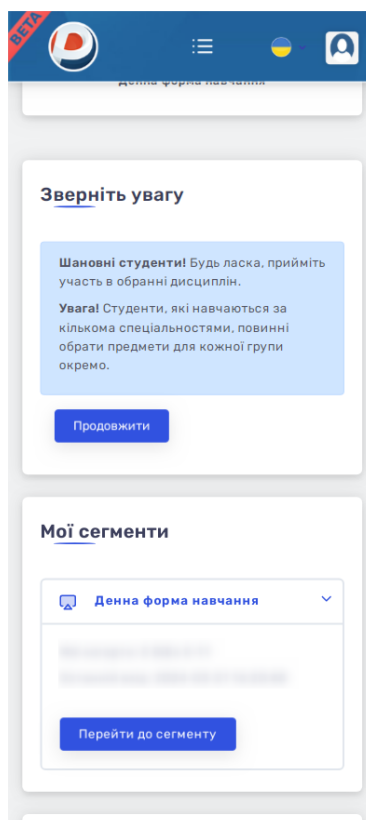 BETA
Денна форма навчання
Зверніть увагу
Шановні студенти! Будь ласка, прийміть
участь в обранні дисциплін.
Увага! Студенти, які навчаються за
кількома спеціальностями, повинні
обрати предмети для кожної групи
окремо.
Продовжити
Мої сегменти
Денна форма навчання
Перейти до сегменту